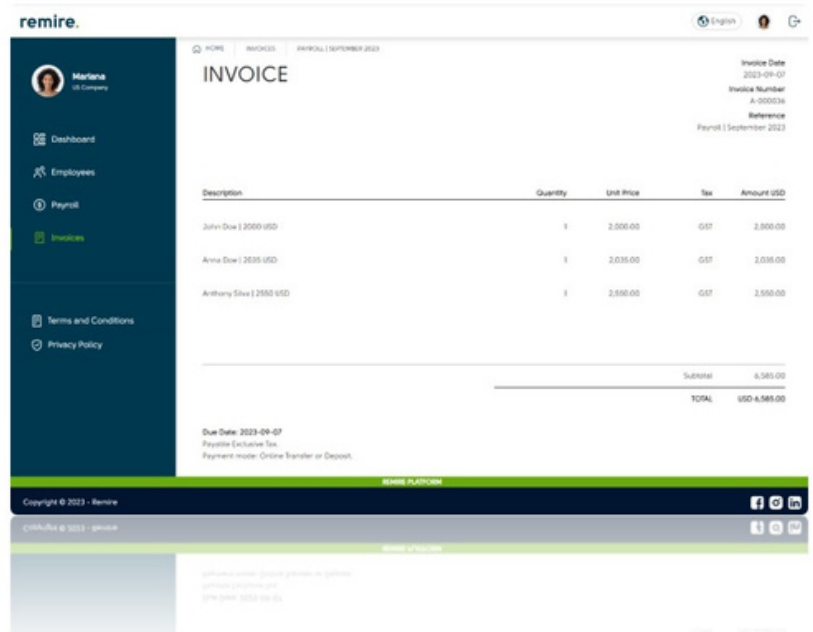 remire.
English
Mariana
US Company
Dashboard
Employees
Payroll
Invoices
Terms and Conditions
Privacy Policy
HOME INVOICES PAYROLL | SEPTEMBER 2023
INVOICE
Invoice Date
2023-09-07
Invoice Number
A-000036
Reference
Payroll | September 2023
Description Quantity Unit Price Tax Amount USD
John Doe | 2000 USD 1 2,000.00 GST 2,000.00
Anna Doe | 2035 USD 1 2,035.00 GST 2,035.00
Anthony Silva | 2550 USD 1 2,550.00 GST 2,550.00
Subtotal 6,585.00
TOTAL USD 6,585.00
Due Date: 2023-09-07
Payable Exclusive Tax.
Payment mode: Online Transfer or Deposit.
REMIRE PLATFORM
Copyright © 2023 - Remire